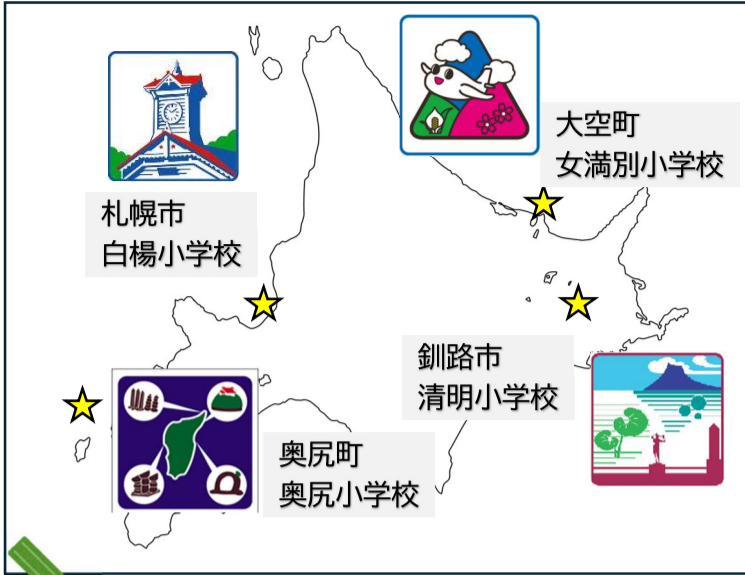 大空町
女満別小学校
札幌市
白楊小学校
釧路市
清明小学校
奥尻町
奥尻小学校